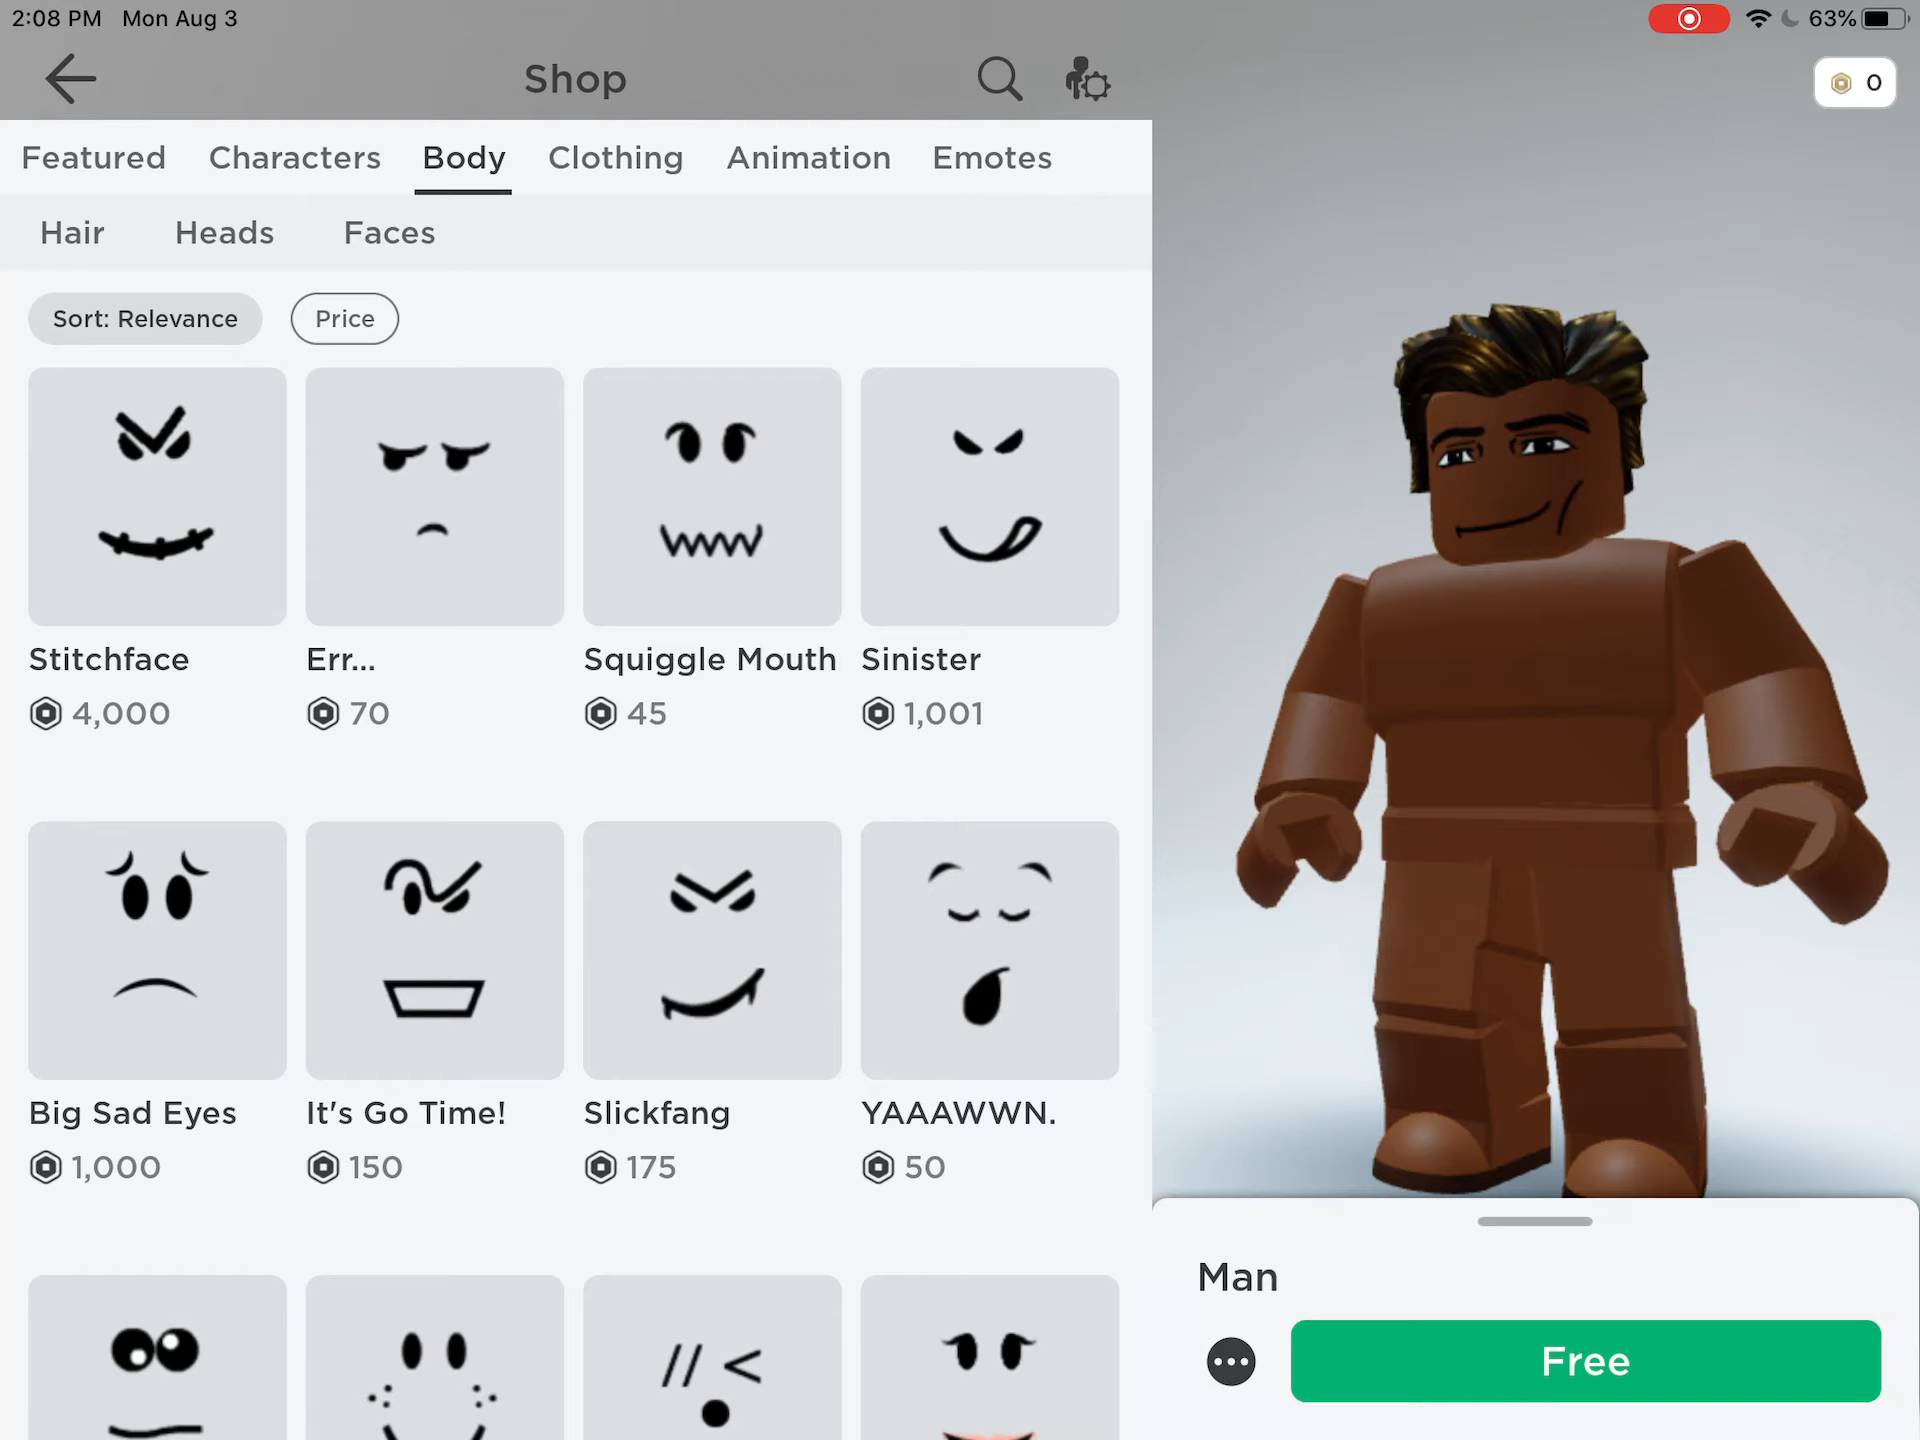 2:08 PM Mon Aug 3
63%
Shop
0
Featured Characters Body Clothing Animation Emotes
Hair Heads Faces
Sort: Relevance Price
Stitchface Err... Squiggle Mouth Sinister
4,000 70 45 1,001
Big Sad Eyes It's Go Time! Slickfang YAAAWWN.
1,000 150 175 50
Man
Free